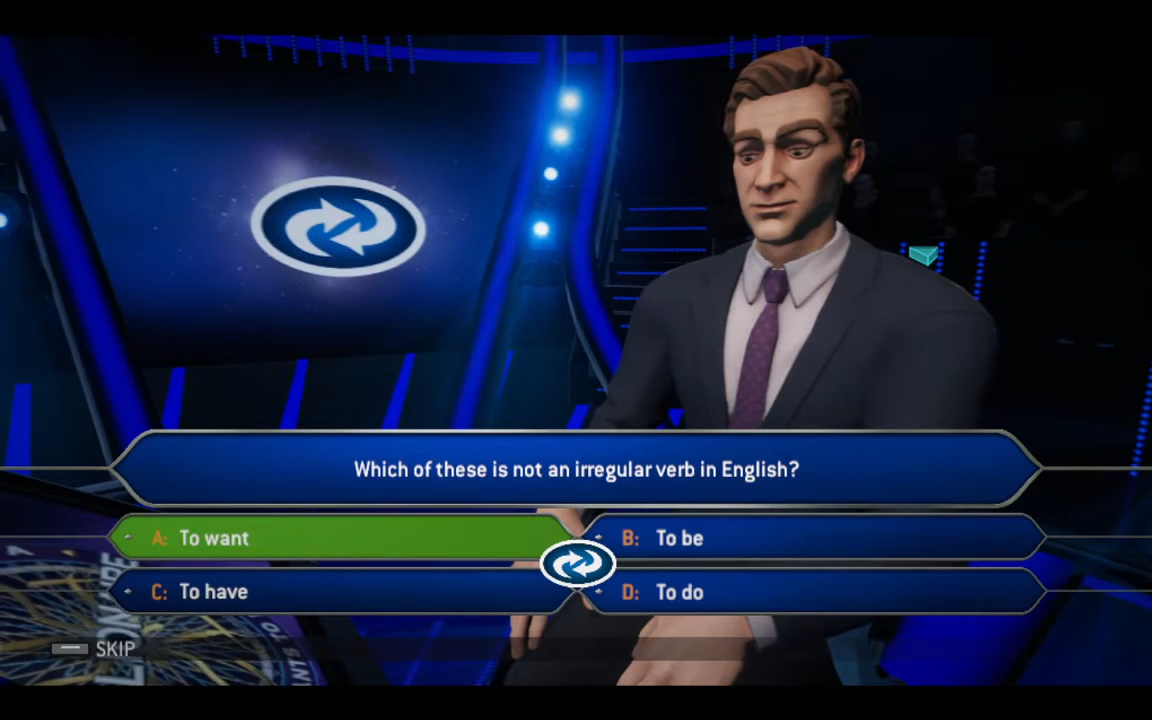 Which of these is not an irregular verb in English?
A: To want
B: To be
C: To have
D: To do
SKIP